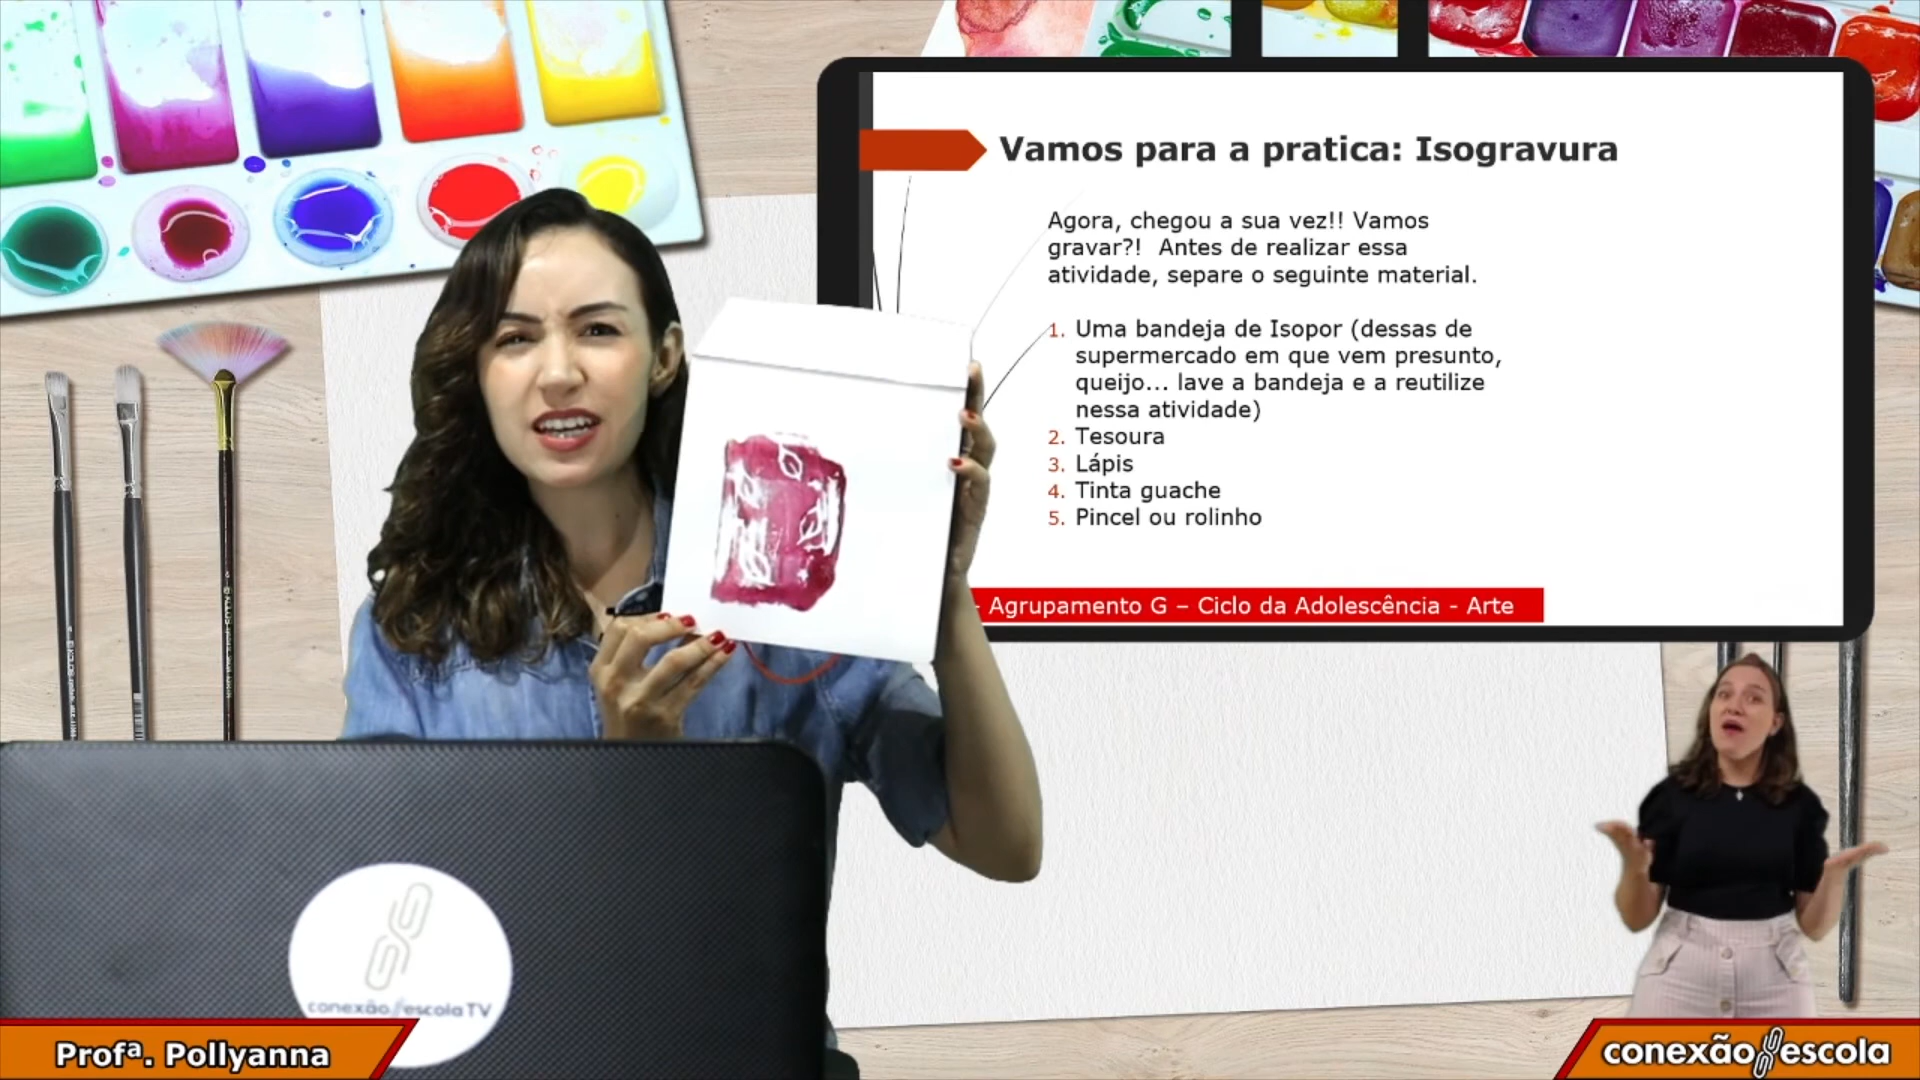 Vamos para a pratica: Isogravura
Agora, chegou a sua vez!! Vamos
gravar?! Antes de realizar essa
atividade, separe o seguinte material.
1. Uma bandeja de Isopor (dessas de
supermercado em que vem presunto,
queijo... lave a bandeja e a reutilize
nessa atividade)
2. Tesoura
3. Lápis
4. Tinta guache
5. Pincel ou rolinho
- Agrupamento G – Ciclo da Adolescência - Arte
conexão escola TV
Profª. Pollyanna
conexão escola